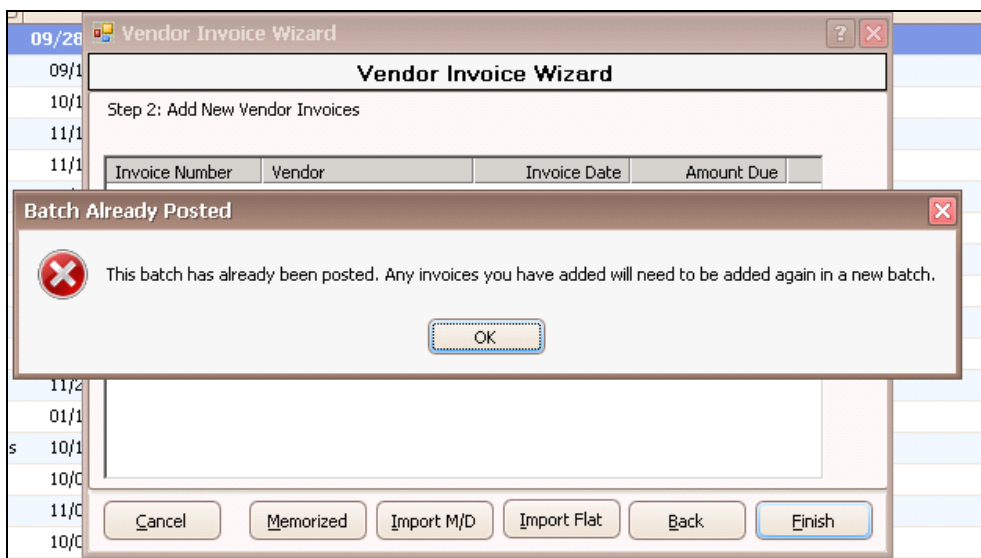 09/28
Vendor Invoice Wizard
?
09/1
Vendor Invoice Wizard
10/1
Step 2: Add New Vendor Invoices
11/1
11/1
Invoice Number Vendor Invoice Date Amount Due
Batch Already Posted
This batch has already been posted. Any invoices you have added will need to be added again in a new batch.
OK
11/2
01/1
s 10/1
10/0
11/0
10/0
Cancel Memorized Import M/D Import Flat Back Finish